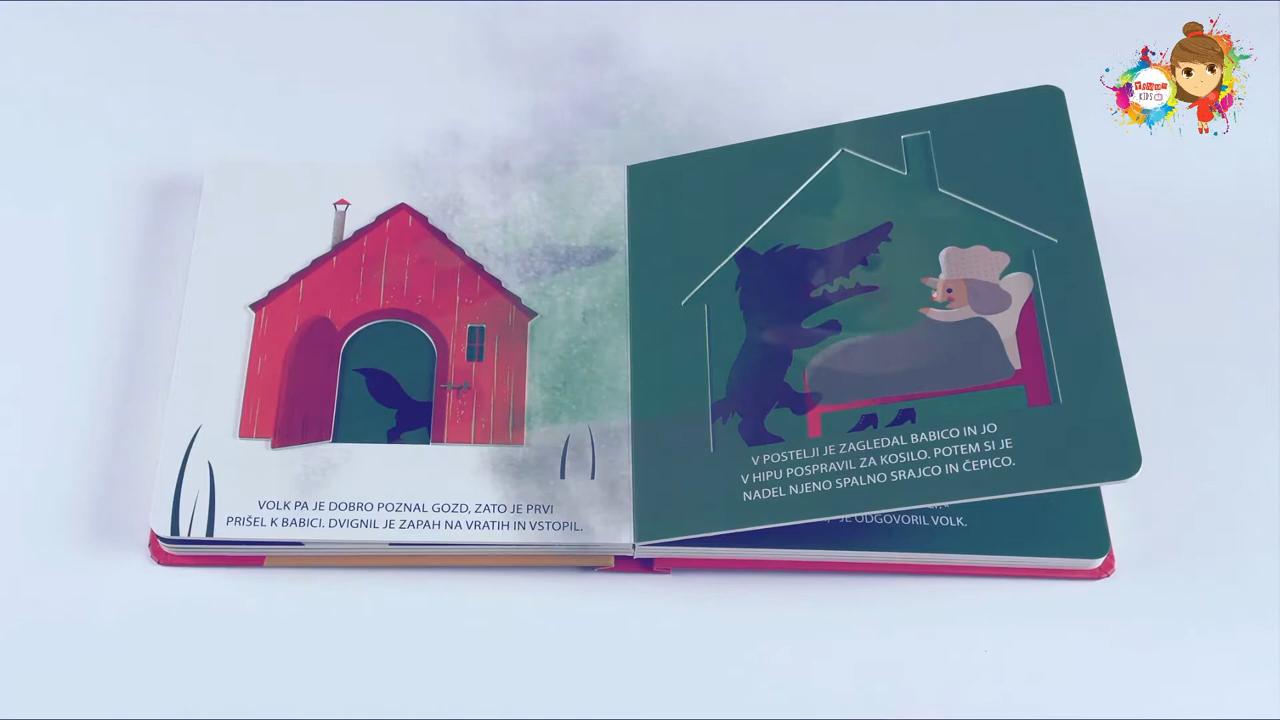 VOLK PA JE DOBRO POZNAL GOZD, ZATO JE PRVI
PRIŠEL K BABICI. DVIGNIL JE ZAPAH NA VRATIH IN VSTOPIL.
V POSTELJI JE ZAGLEDAL BABICO IN JO
V HIPU POSPRAVIL ZA KOSILO. POTEM SI JE
NADEL NJENO SPALNO SRAJCO IN ČEPICO.
JE ODGOVORIL VOLK.
KIDS